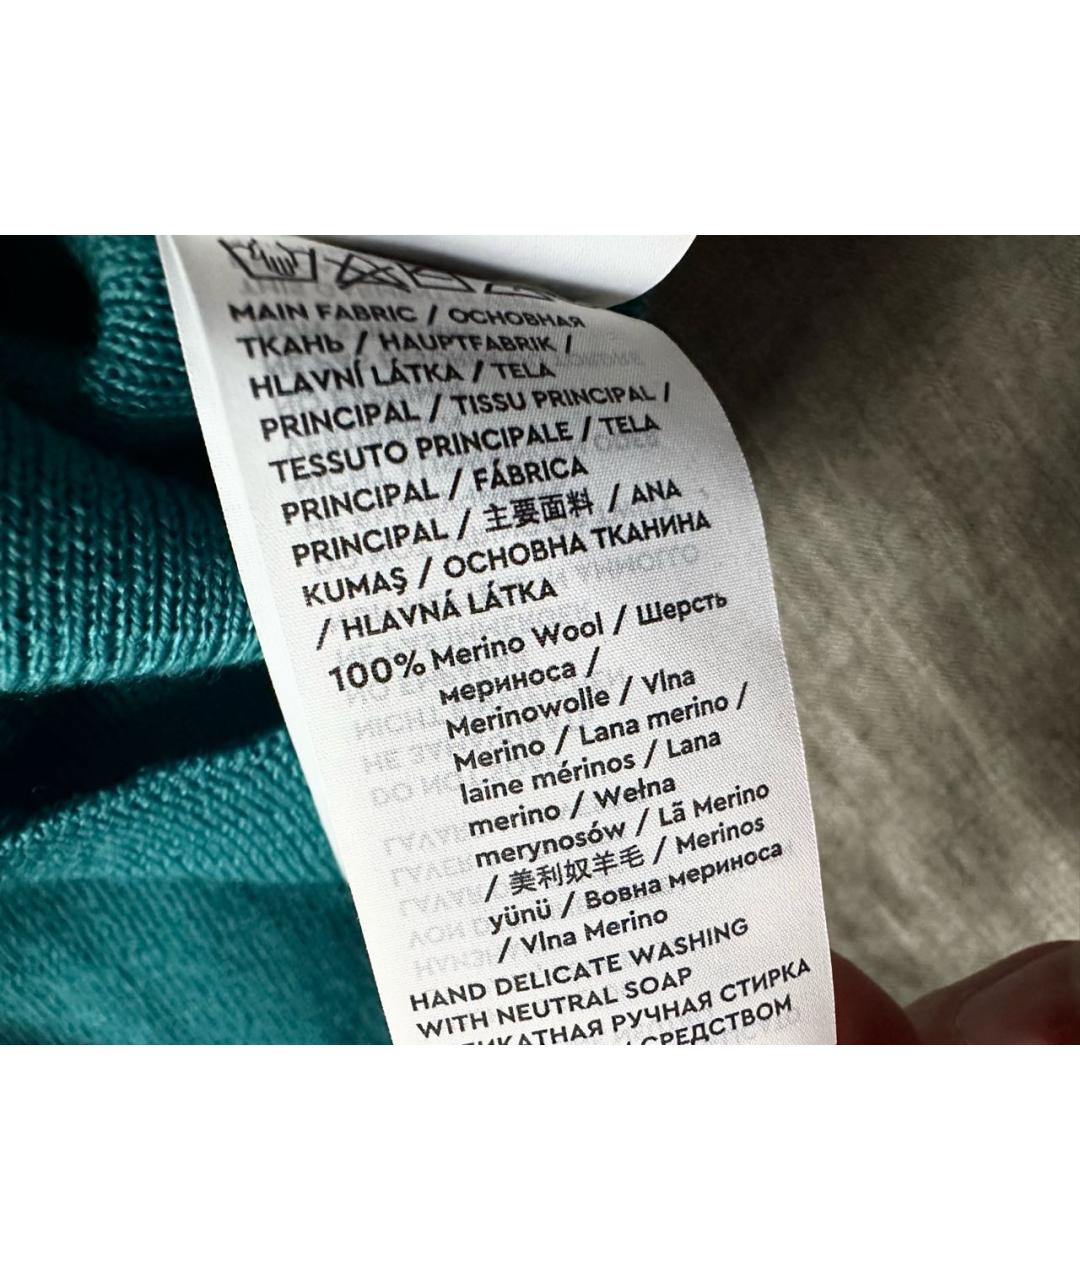 MAIN FABRIC / ОСНОВНАЯ
ТКАНЬ / HAUPTFABRIK /
HLAVNÍ LÁTKA / TELA
PRINCIPAL / TISSU PRINCIPAL /
TESSUTO PRINCIPALE / TELA
PRINCIPAL / FÁBRICA
PRINCIPAL / 主要面料 / ANA
KUMAŞ / ОСНОВНА ТКАНИНА
/ HLAVNÁ LÁTKA
100% Merino Wool / Шерсть
мериноса /
Merinowolle / Vlna
Merino / Lana merino /
laine mérinos / Lana
merino / Wełna
merynosów / Lã Merino
/ 美利奴羊毛 / Merinos
yünü / Вовна мериноса
/ Vlna Merino
HAND DELICATE WASHING
WITH NEUTRAL SOAP
РУЧНАЯ СТИРКА
СРЕДСТВОМ